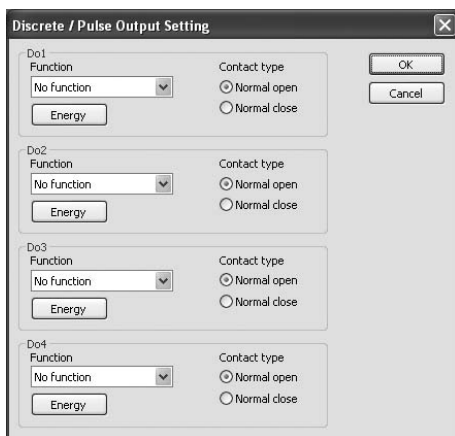 Discrete / Pulse Output Setting
Do1
Function
Contact type
No function
Normal open
Energy
Normal close
OK
Cancel
Do2
Function
Contact type
No function
Normal open
Energy
Normal close
Do3
Function
Contact type
No function
Normal open
Energy
Normal close
Do4
Function
Contact type
No function
Normal open
Energy
Normal close